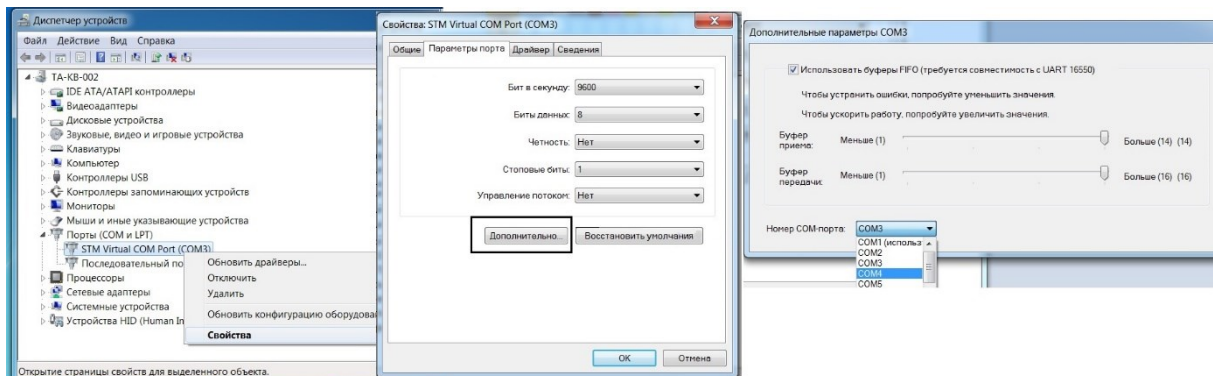 Диспетчер устройств
Файл Действие Вид Справка
TA-KB-002
IDE ATA/ATAPI контроллеры
Видеоадаптеры
Дисковые устройства
Звуковые, видео и игровые устройства
Клавиатуры
Компьютер
Контроллеры USB
Контроллеры запоминающих устройств
Мониторы
Мыши и иные указывающие устройства
Порты (COM и LPT)
STM Virtual COM Port (COM3)
Последовательный по
Процессоры
Сетевые адаптеры
Системные устройства
Устройства HID (Human In
Обновить драйверы...
Отключить
Удалить
Обновить конфигурацию оборудова
Свойства
Открытие страницы свойств для выделенного объекта.
Свойства: STM Virtual COM Port (COM3)
Общие Параметры порта Драйвер Сведения
Бит в секунду: 9600
Биты данных: 8
Четность: Нет
Стоповые биты: 1
Управление потоком: Нет
Дополнительно... Восстановить умолчания
OK Отмена
Дополнительные параметры COM3
Использовать буферы FIFO (требуется совместимость с UART 16550)
Чтобы устранить ошибки, попробуйте уменьшить значения.
Чтобы ускорить работу, попробуйте увеличить значения.
Буфер приема: Меньше (1) Больше (14) (14)
Буфер передачи: Меньше (1) Больше (16) (16)
Номер COM-порта: COM3
COM1 (использ
COM2
COM3
COM4
COM5